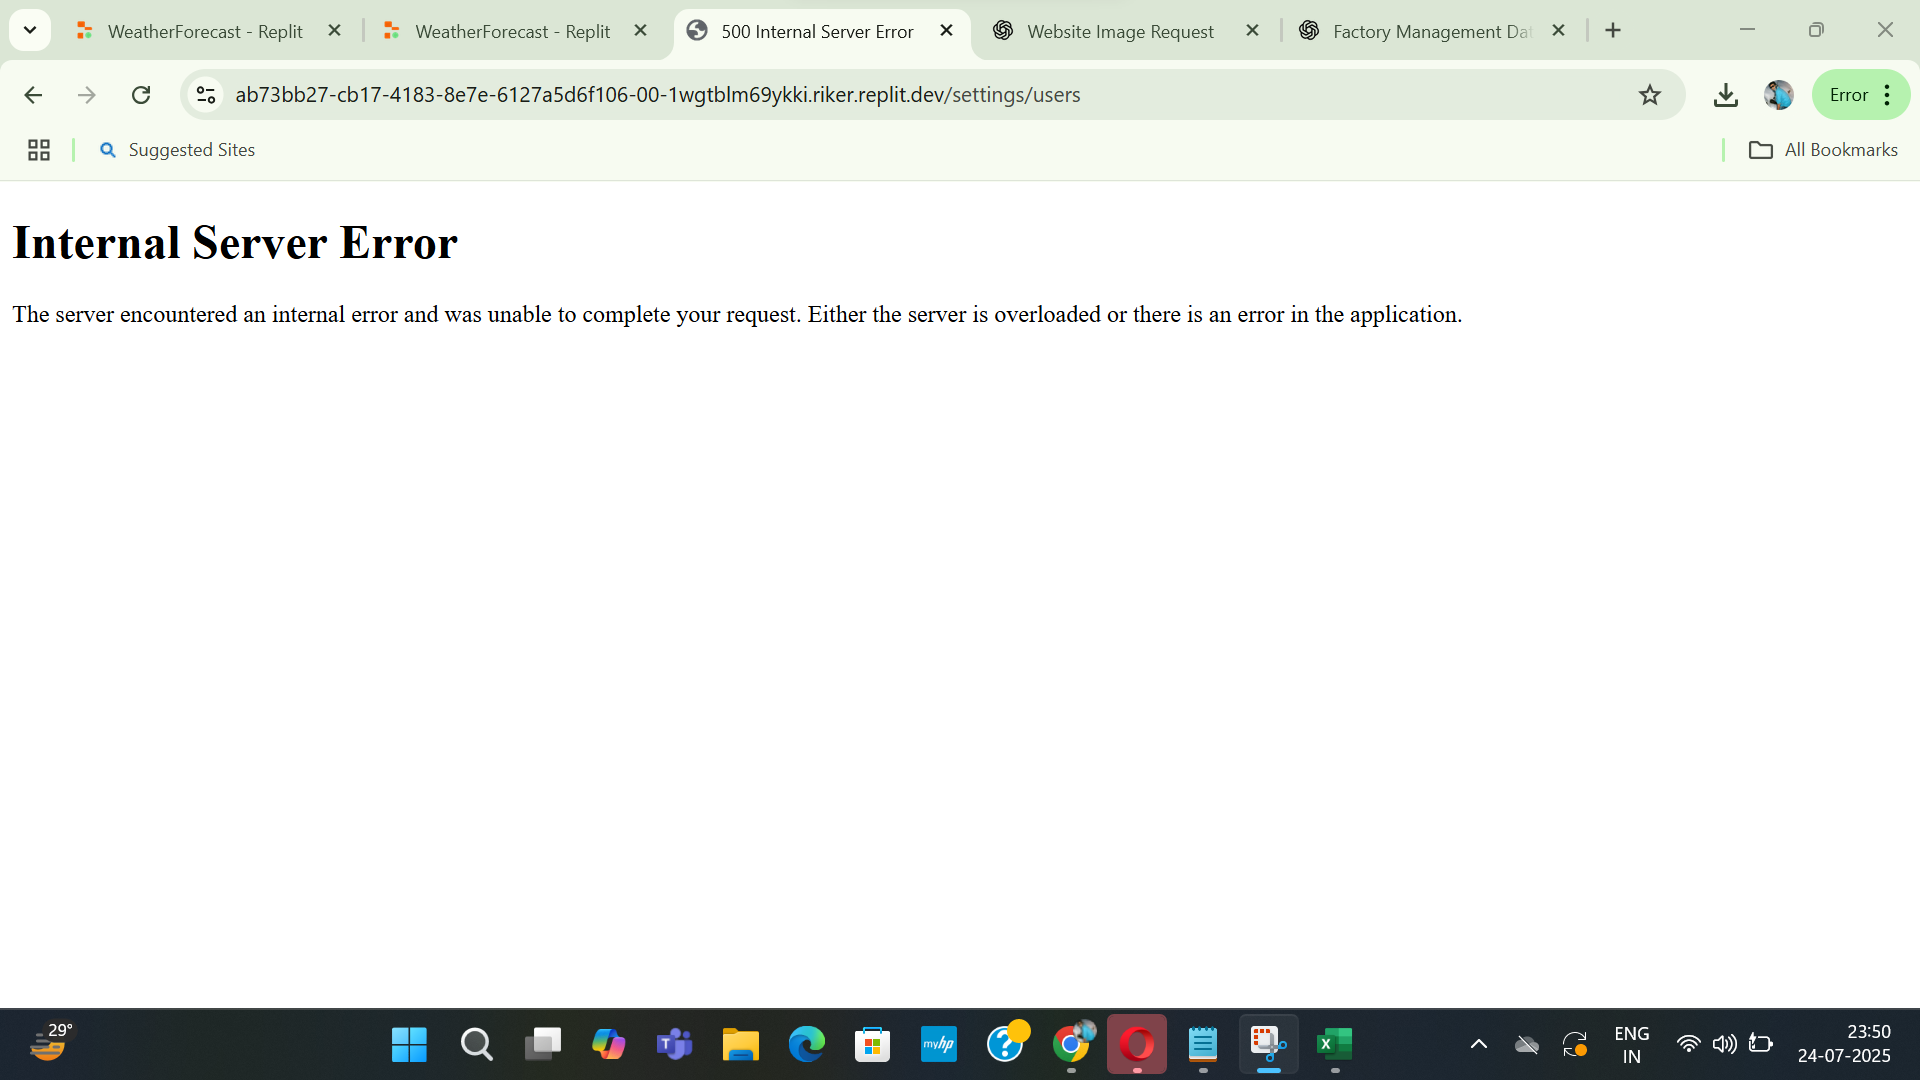 WeatherForecast - Replit
WeatherForecast - Replit
500 Internal Server Error
Website Image Request
Factory Management Dat
ab73bb27-cb17-4183-8e7e-6127a5d6f106-00-1wgtblm69ykki.riker.replit.dev/settings/users
Error
Suggested Sites
All Bookmarks
Internal Server Error
The server encountered an internal error and was unable to complete your request. Either the server is overloaded or there is an error in the application.
29°
T
myhp
?
X
ENG
IN
23:50
24-07-2025